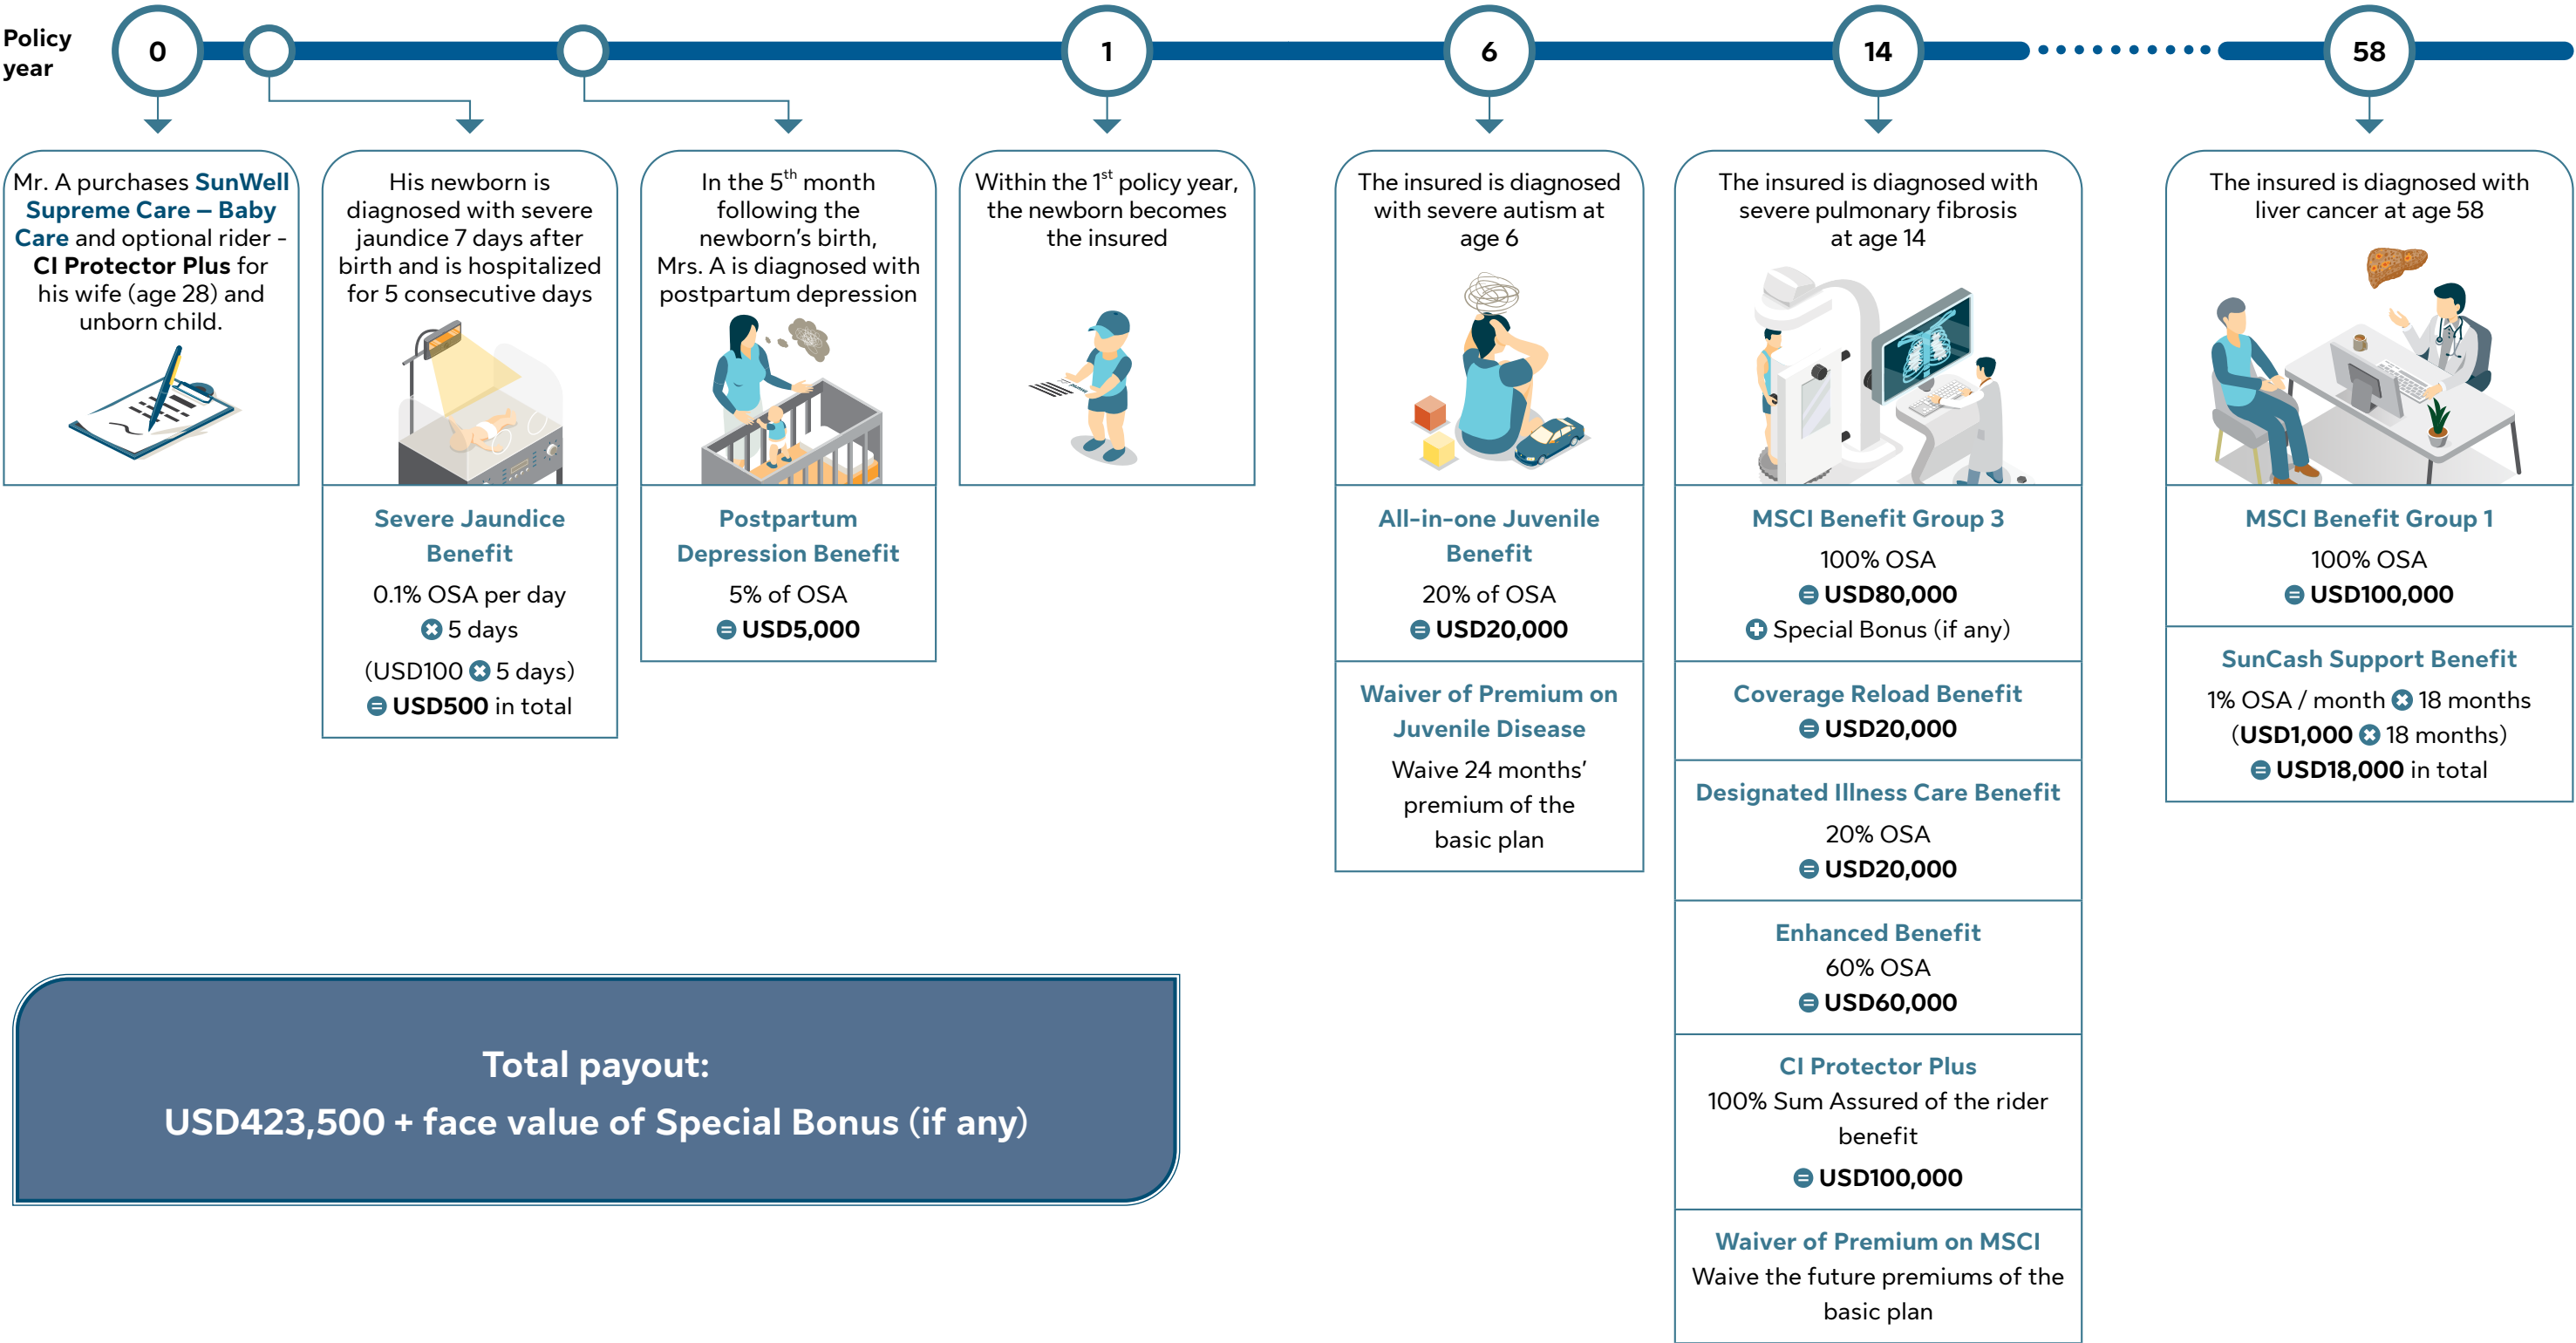 Policy
year
0
1
6
14
58
Mr. A purchases SunWell
Supreme Care – Baby
Care and optional rider -
CI Protector Plus for
his wife (age 28) and
unborn child.
His newborn is
diagnosed with severe
jaundice 7 days after
birth and is hospitalized
for 5 consecutive days
Severe Jaundice
Benefit
0.1% OSA per day
× 5 days
(USD100 × 5 days)
= USD500 in total
In the 5th month
following the
newborn’s birth,
Mrs. A is diagnosed with
postpartum depression
Postpartum
Depression Benefit
5% of OSA
= USD5,000
Within the 1st policy year,
the newborn becomes
the insured
The insured is diagnosed
with severe autism at
age 6
All-in-one Juvenile
Benefit
20% of OSA
= USD20,000
Waiver of Premium on
Juvenile Disease
Waive 24 months’
premium of the
basic plan
The insured is diagnosed with
severe pulmonary fibrosis
at age 14
MSCI Benefit Group 3
100% OSA
= USD80,000
+ Special Bonus (if any)
Coverage Reload Benefit
= USD20,000
Designated Illness Care Benefit
20% OSA
= USD20,000
Enhanced Benefit
60% OSA
= USD60,000
CI Protector Plus
100% Sum Assured of the rider
benefit
= USD100,000
Waiver of Premium on MSCI
Waive the future premiums of the
basic plan
The insured is diagnosed with
liver cancer at age 58
MSCI Benefit Group 1
100% OSA
= USD100,000
SunCash Support Benefit
1% OSA / month × 18 months
(USD1,000 × 18 months)
= USD18,000 in total
Total payout:
USD423,500 + face value of Special Bonus (if any)